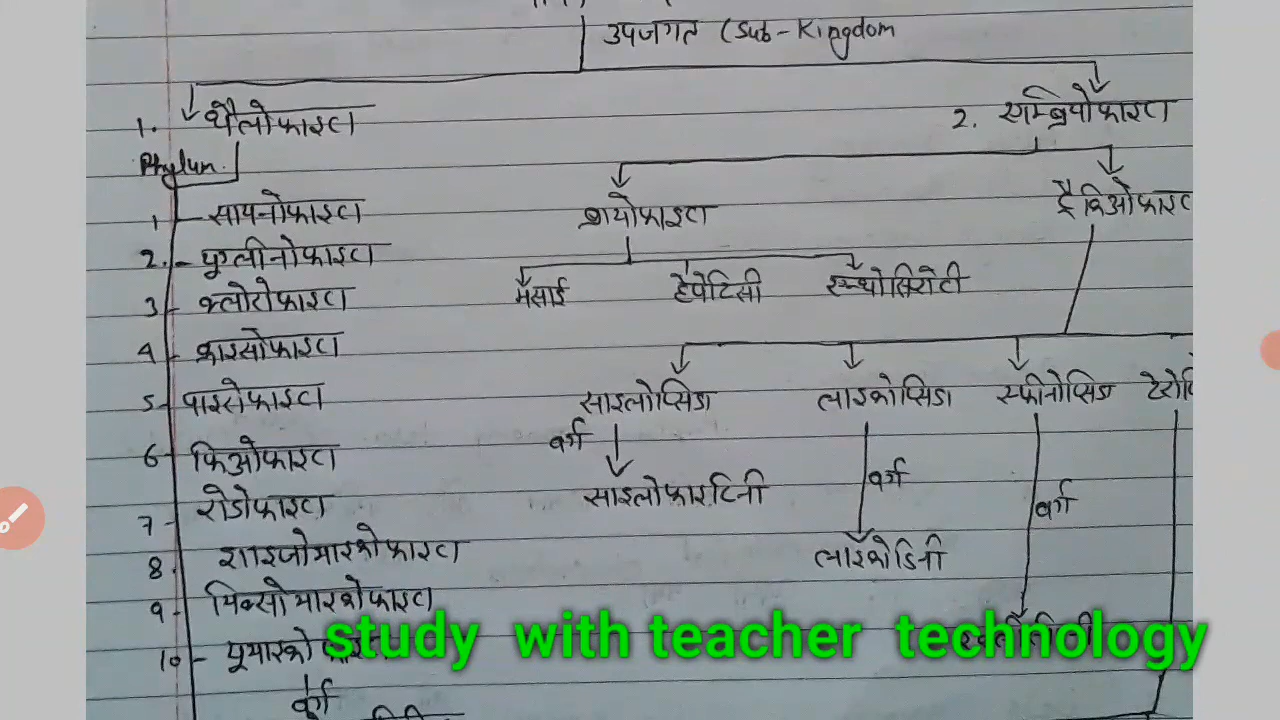 उपजगत (Sub-Kingdom
1. थैलोफाइटा
2. एम्ब्रियोफाइटा
Phylum
1 - सायनोफाइटा
ब्रायोफाइटा
ट्रैकिओफाइट
2. - यूग्लीनोफाइटा
मसाई हेपेटिसी एन्थोसिरोटी
3 - क्लोरोफाइटा
4 - क्राइसोफाइटा
5 - पाइरोफाइटा
साइलोप्सिडा लाइकोप्सिडा स्फीनोप्सिडा
वर्ग
6 फिओफाइटा
वर्ग
साइलोफाइटिनी
7 - रोडोफाइटा
वर्ग
8. शाइजोमाइकोफाइटा
लाइकोडिनी
9 - मिक्सोमाइकोफाइटा
study with teacher technology
10 -
वर्ग